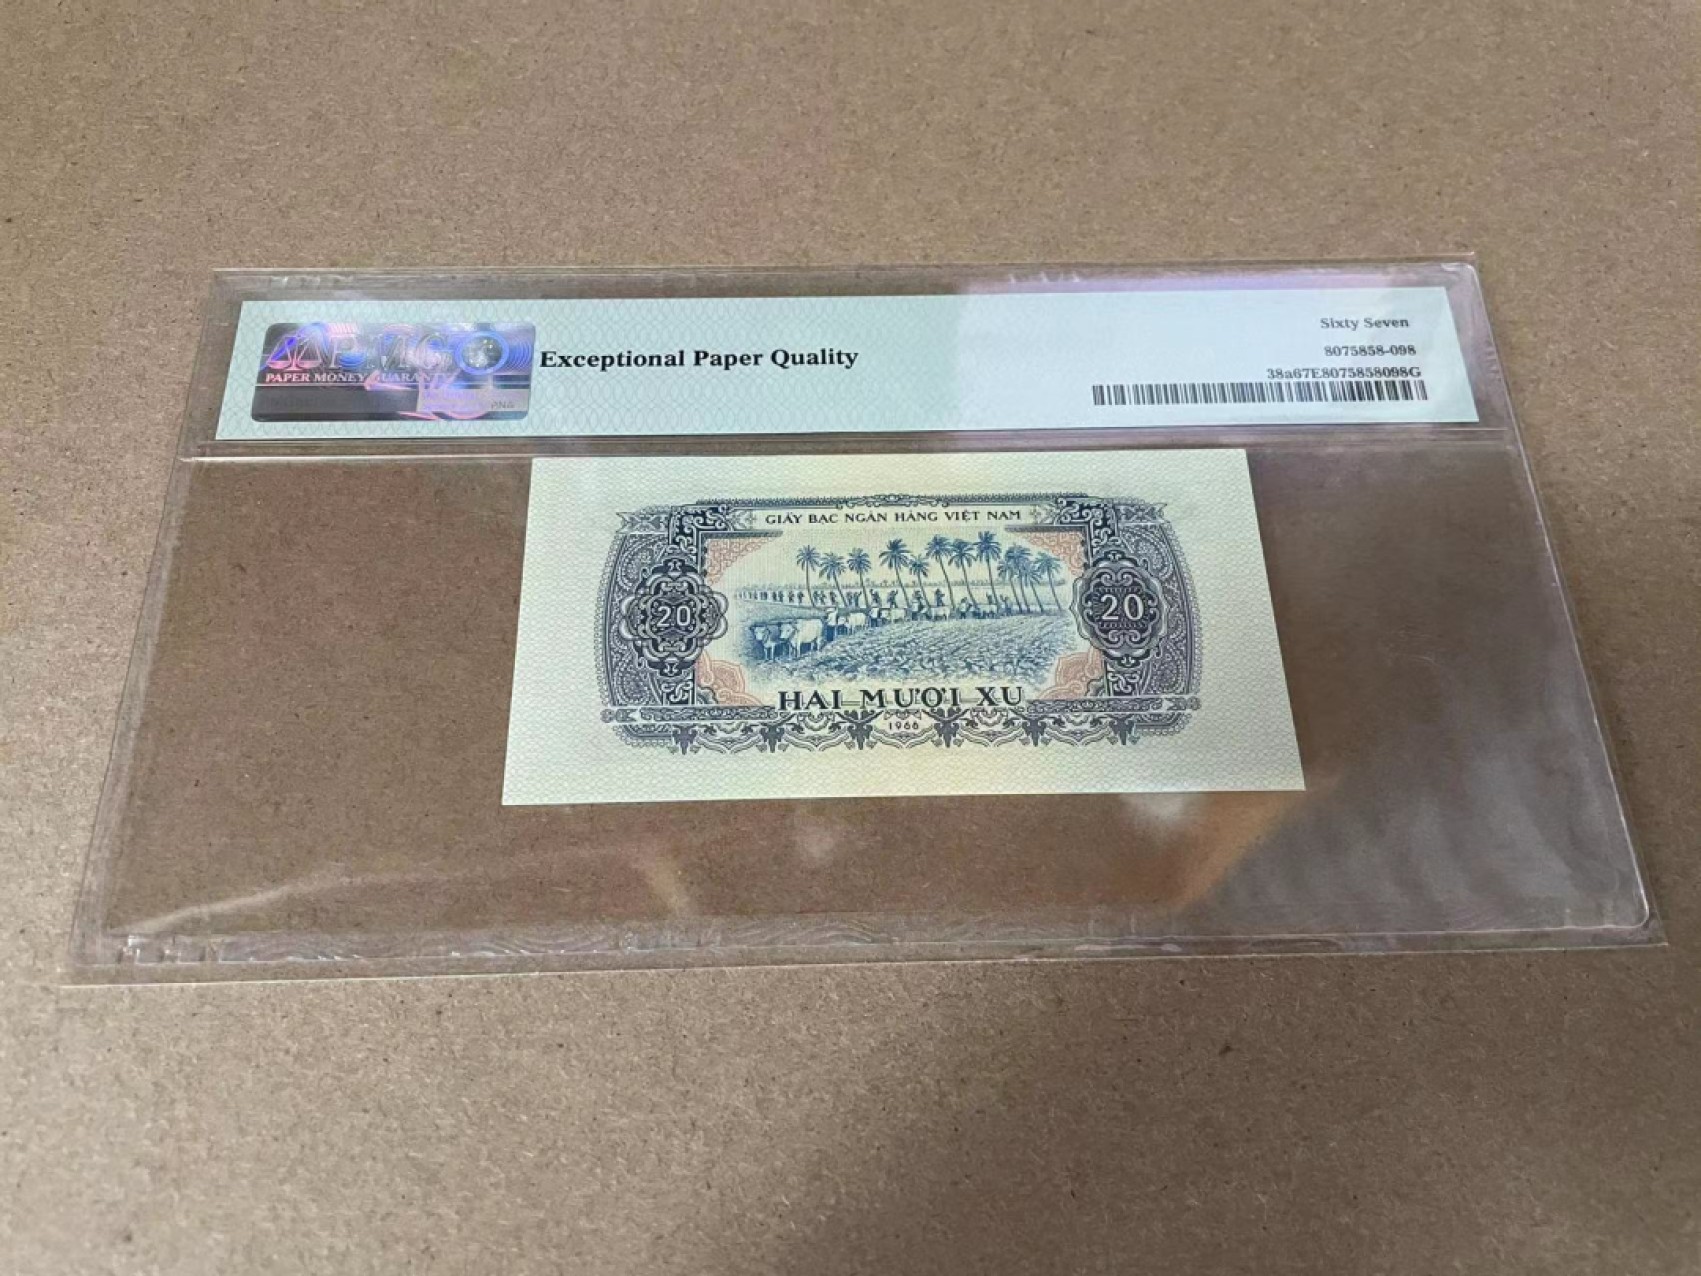 PMG
PAPER MONEY GUARANTY
Exceptional Paper Quality
Sixty Seven
8075858-098
38a67E8075858098G
GIẤY BẠC NGÂN HÀNG VIỆT NAM
20
20
HAI MƯƠI XU
1966